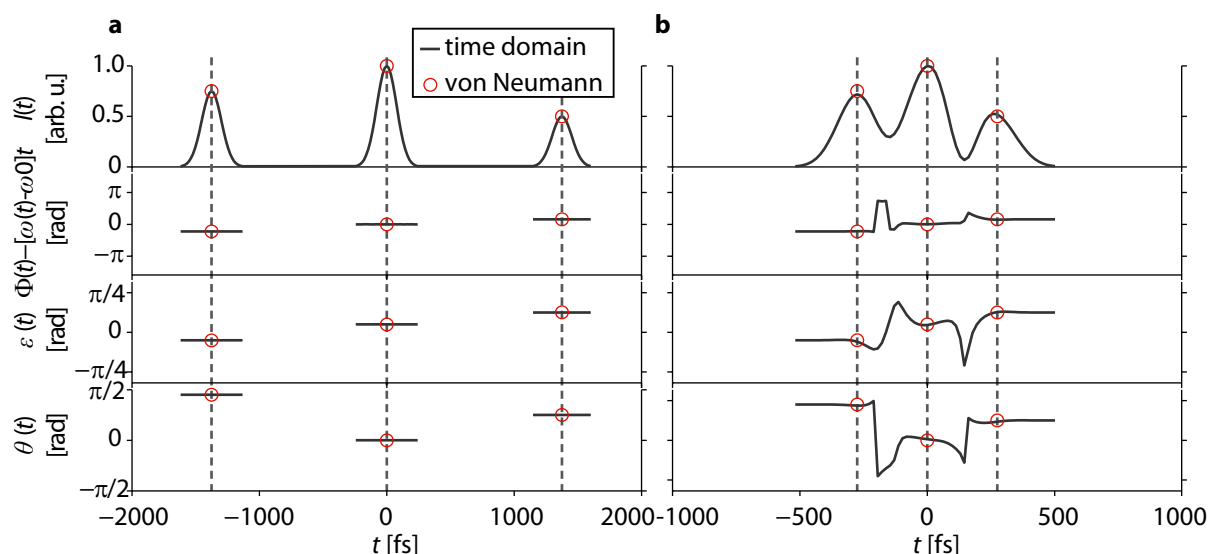 a
b
time domain
von Neumann
I(t)
[arb. u.]
1.0
0.5
0
Φ(t)−[ω(t)-ω0]t
[rad]
π
0
−π
ε (t)
[rad]
π/4
0
−π/4
θ (t)
[rad]
π/2
0
−π/2
−2000
−1000
0
1000
2000
t [fs]
-1000
−500
0
500
1000
t [fs]